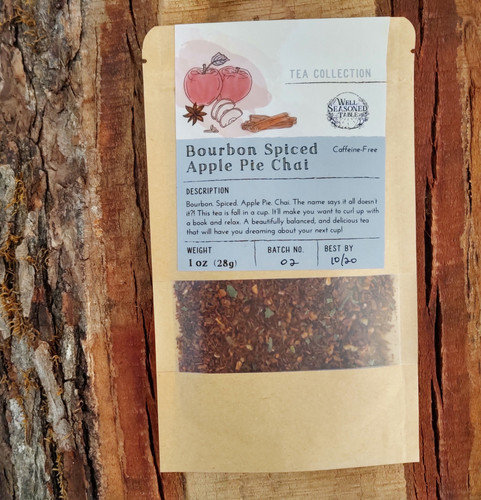 TEA COLLECTION
WELL
SEASONED
TABLE
Bourbon Spiced
Apple Pie Chai
Caffeine-Free
DESCRIPTION
Bourbon. Spiced. Apple Pie. Chai. The name says it all doesn't
it?! This tea is fall in a cup. It'll make you want to curl up with
a book and relax. A beautifully balanced, and delicious tea
that will have you dreaming about your next cup!
WEIGHT
1 oz (28g)
BATCH NO.
02
BEST BY
10/20